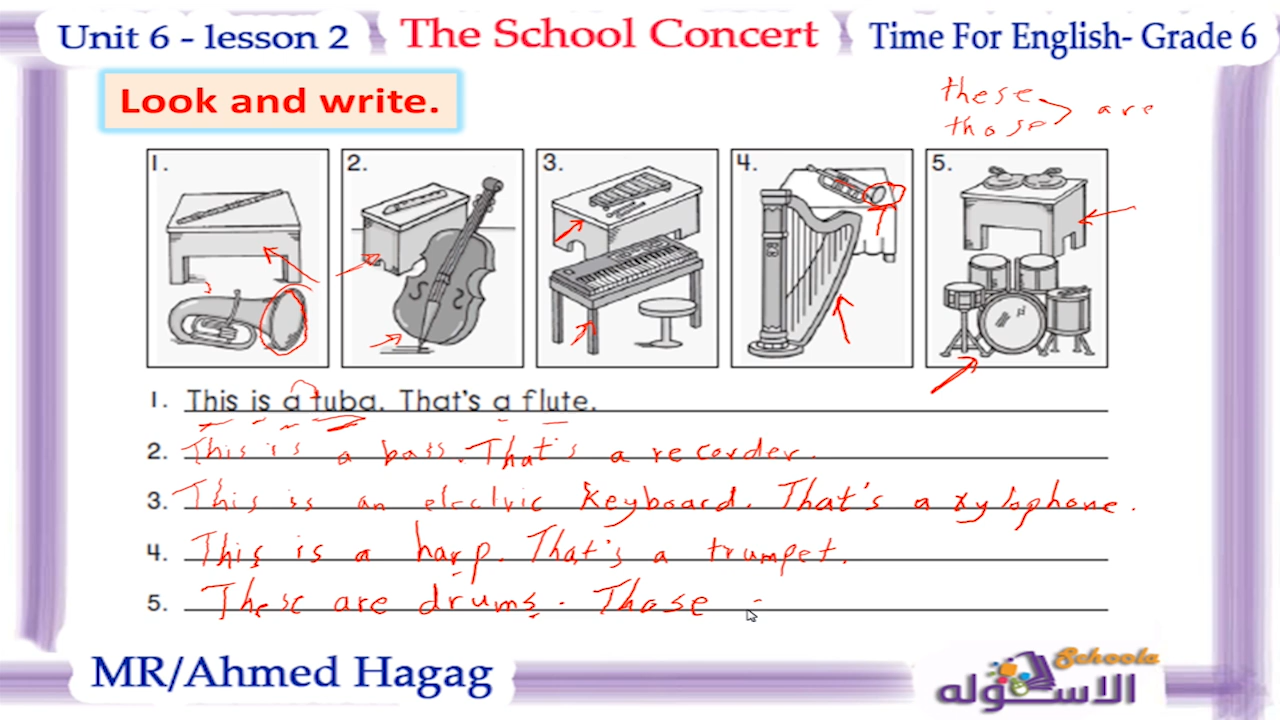 Unit 6 - lesson 2
The School Concert
Time For English- Grade 6
Look and write.
these
those
are
1.
2.
3.
4.
5.
1. This is a tuba. That's a flute.
2. This is a bass. That's a recorder.
3. This is an electric keyboard. That's a xylophone.
4. This is a harp. That's a trumpet.
5. These are drums. Those
MR/Ahmed Hagag
Schoola
الاسكوله